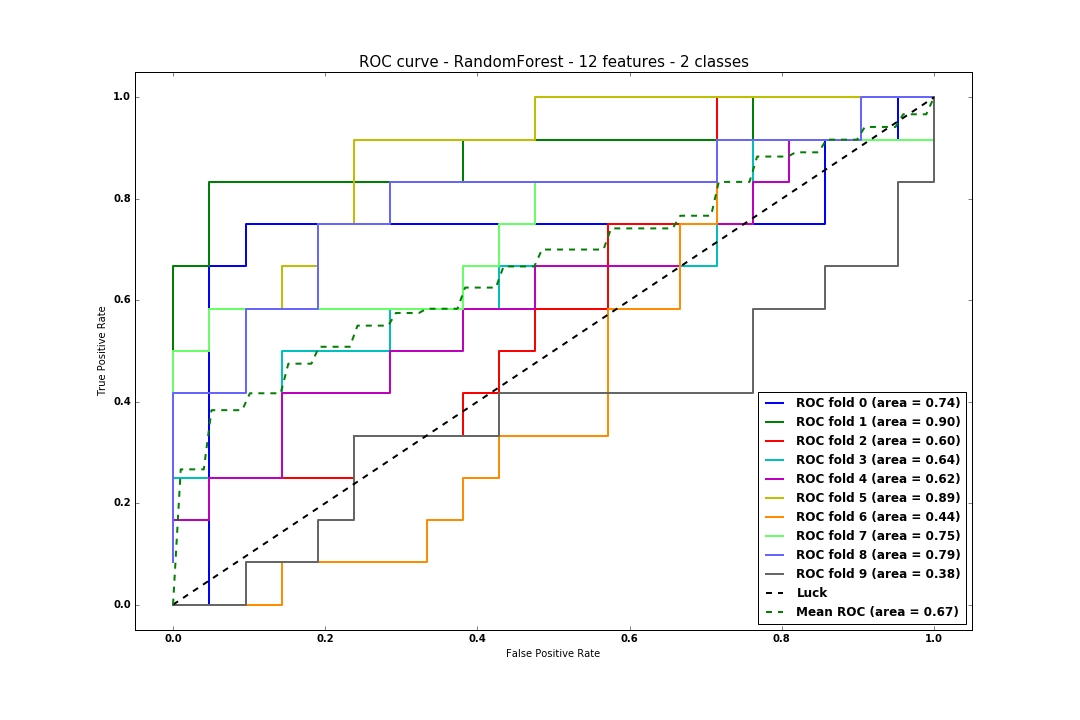 ROC curve - RandomForest - 12 features - 2 classes
True Positive Rate
1.0
0.8
0.6
0.4
0.2
0.0
0.0 0.2 0.4 0.6 0.8 1.0
False Positive Rate
ROC fold 0 (area = 0.74)
ROC fold 1 (area = 0.90)
ROC fold 2 (area = 0.60)
ROC fold 3 (area = 0.64)
ROC fold 4 (area = 0.62)
ROC fold 5 (area = 0.89)
ROC fold 6 (area = 0.44)
ROC fold 7 (area = 0.75)
ROC fold 8 (area = 0.79)
ROC fold 9 (area = 0.38)
Luck
Mean ROC (area = 0.67)